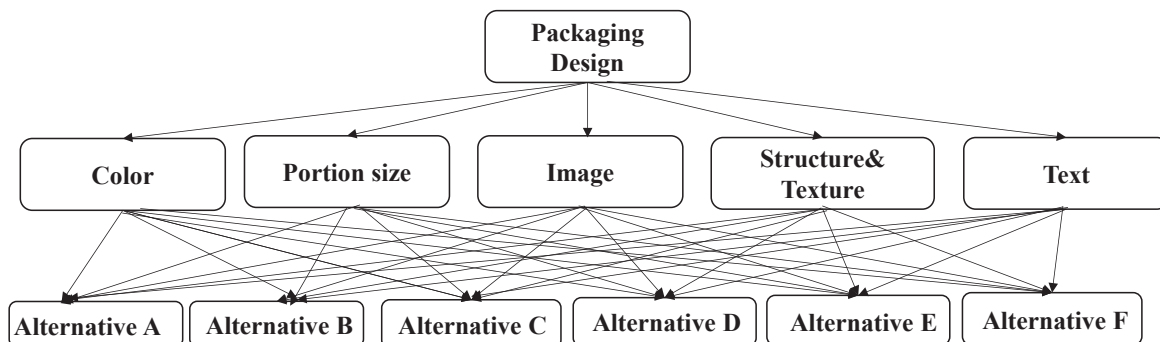 Packaging
Design
Color
Portion size
Image
Structure&
Texture
Text
Alternative A
Alternative B
Alternative C
Alternative D
Alternative E
Alternative F